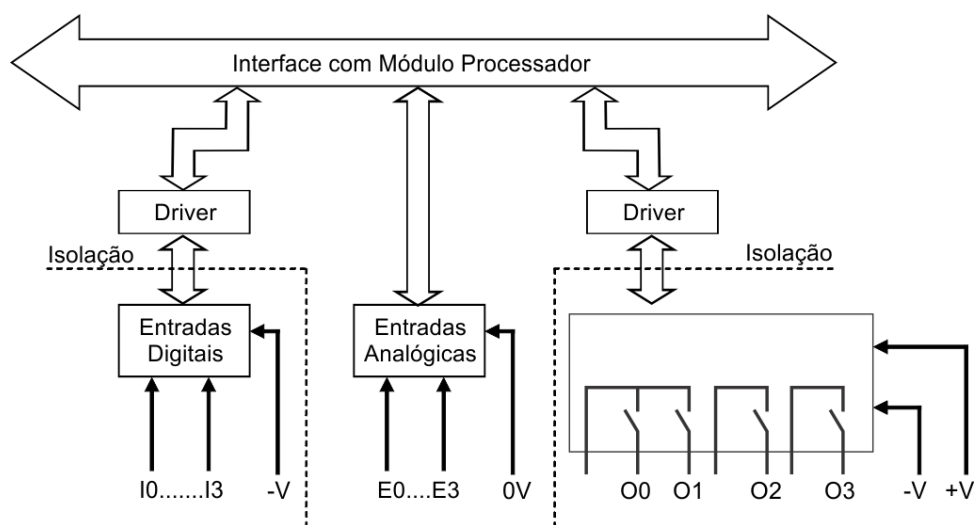 Interface com Módulo Processador
Driver
Driver
Isolação
Isolação
Entradas
Digitais
Entradas
Analógicas
I0.......I3
-V
E0....E3
0V
O0
O1
O2
O3
-V
+V